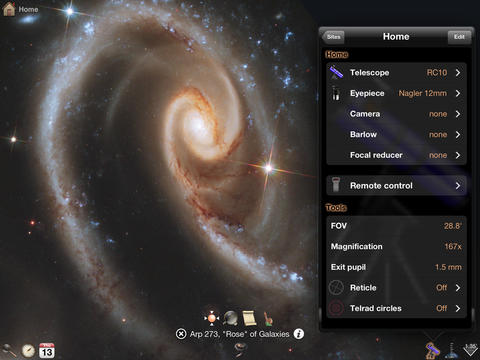 Home
Sites
Home
Edit
Home
Telescope RC10
Eyepiece Nagler 12mm
Camera none
Barlow none
Focal reducer none
Remote control
Tools
FOV 28.8'
Magnification 167x
Exit pupil 1.5 mm
Reticle Off
Telrad circles Off
Arp 273, "Rose" of Galaxies
13
1:35